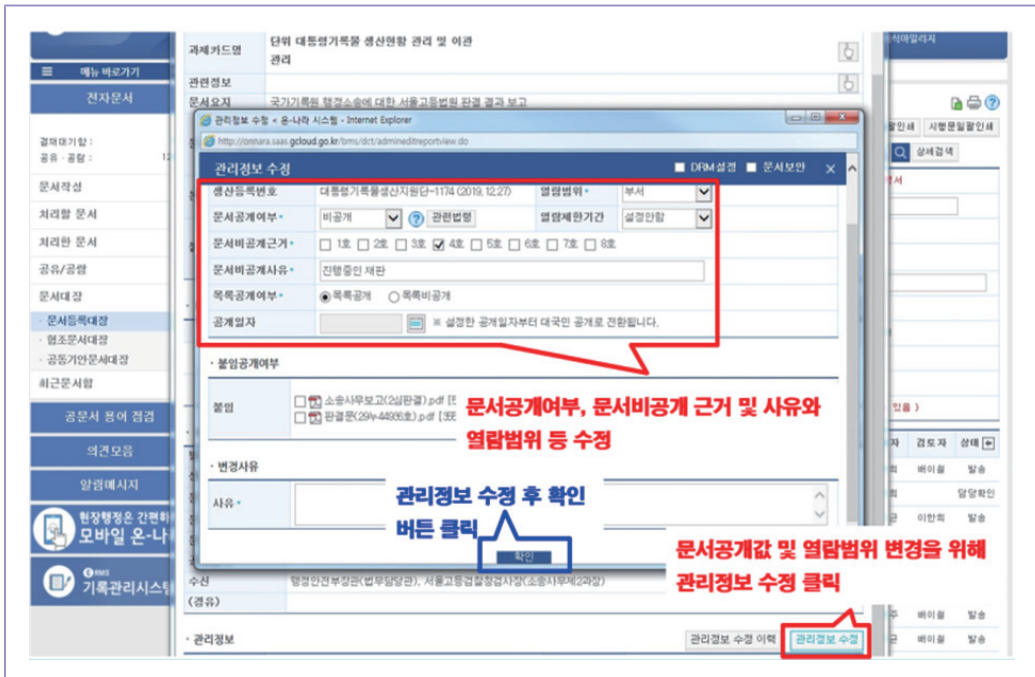 과제카드명
단위 대통령기록물 생산현황 관리 및 이관
관리
관련정보
문서요지
국가기록원 행정소송에 대한 서울고등법원 판결 결과 보고
메뉴 바로가기
전자문서
결재대기함 :
공유 · 공람 :
문서작성
처리할 문서
처리한 문서
공유/공람
문서대장
· 문서등록대장
· 협조문서대장
· 공동기안문서대장
최근문서함
공문서 용어 점검
의견모음
알림메시지
현장행정은 간편하
모바일 온-나
기록관리시스템
관리정보 수정 < 온-나라 시스템 - Internet Explorer
http://onnara.saas.gcloud.go.kr/bms/dct/admineditreportview.do
관리정보 수정
DRM설정 문서보안
생산등록번호 대통령기록물생산지원단-1174 (2019.12.27) 열람범위* 부서
문서공개여부* 비공개 관련법령 열람제한기간 설정안함
문서비공개근거* 1호 2호 3호 4호 5호 6호 7호 8호
문서비공개사유* 진행중인 재판
목록공개여부* 목록공개 목록비공개
공개일자 ※ 설정한 공개일자부터 대국민 공개로 전환됩니다.
· 붙임공개여부
붙임
소송사무보고(2심판결).pdf
문서공개여부, 문서비공개 근거 및 사유와
열람범위 등 수정
· 변경사유
사유*
관리정보 수정 후 확인
버튼 클릭
확인
문서공개값 및 열람범위 변경을 위해
관리정보 수정 클릭
수신 행정안전부장관(법무담당관), 서울고등검찰청검사장(소송사무제2과장)
(경유)
· 관리정보
관리정보 수정 이력 관리정보 수정
시행문일괄인쇄
상세검색
있음 )
검토자 상태
배이철 발송
담당확인
이한희 발송
배이철 발송
배이철 발송